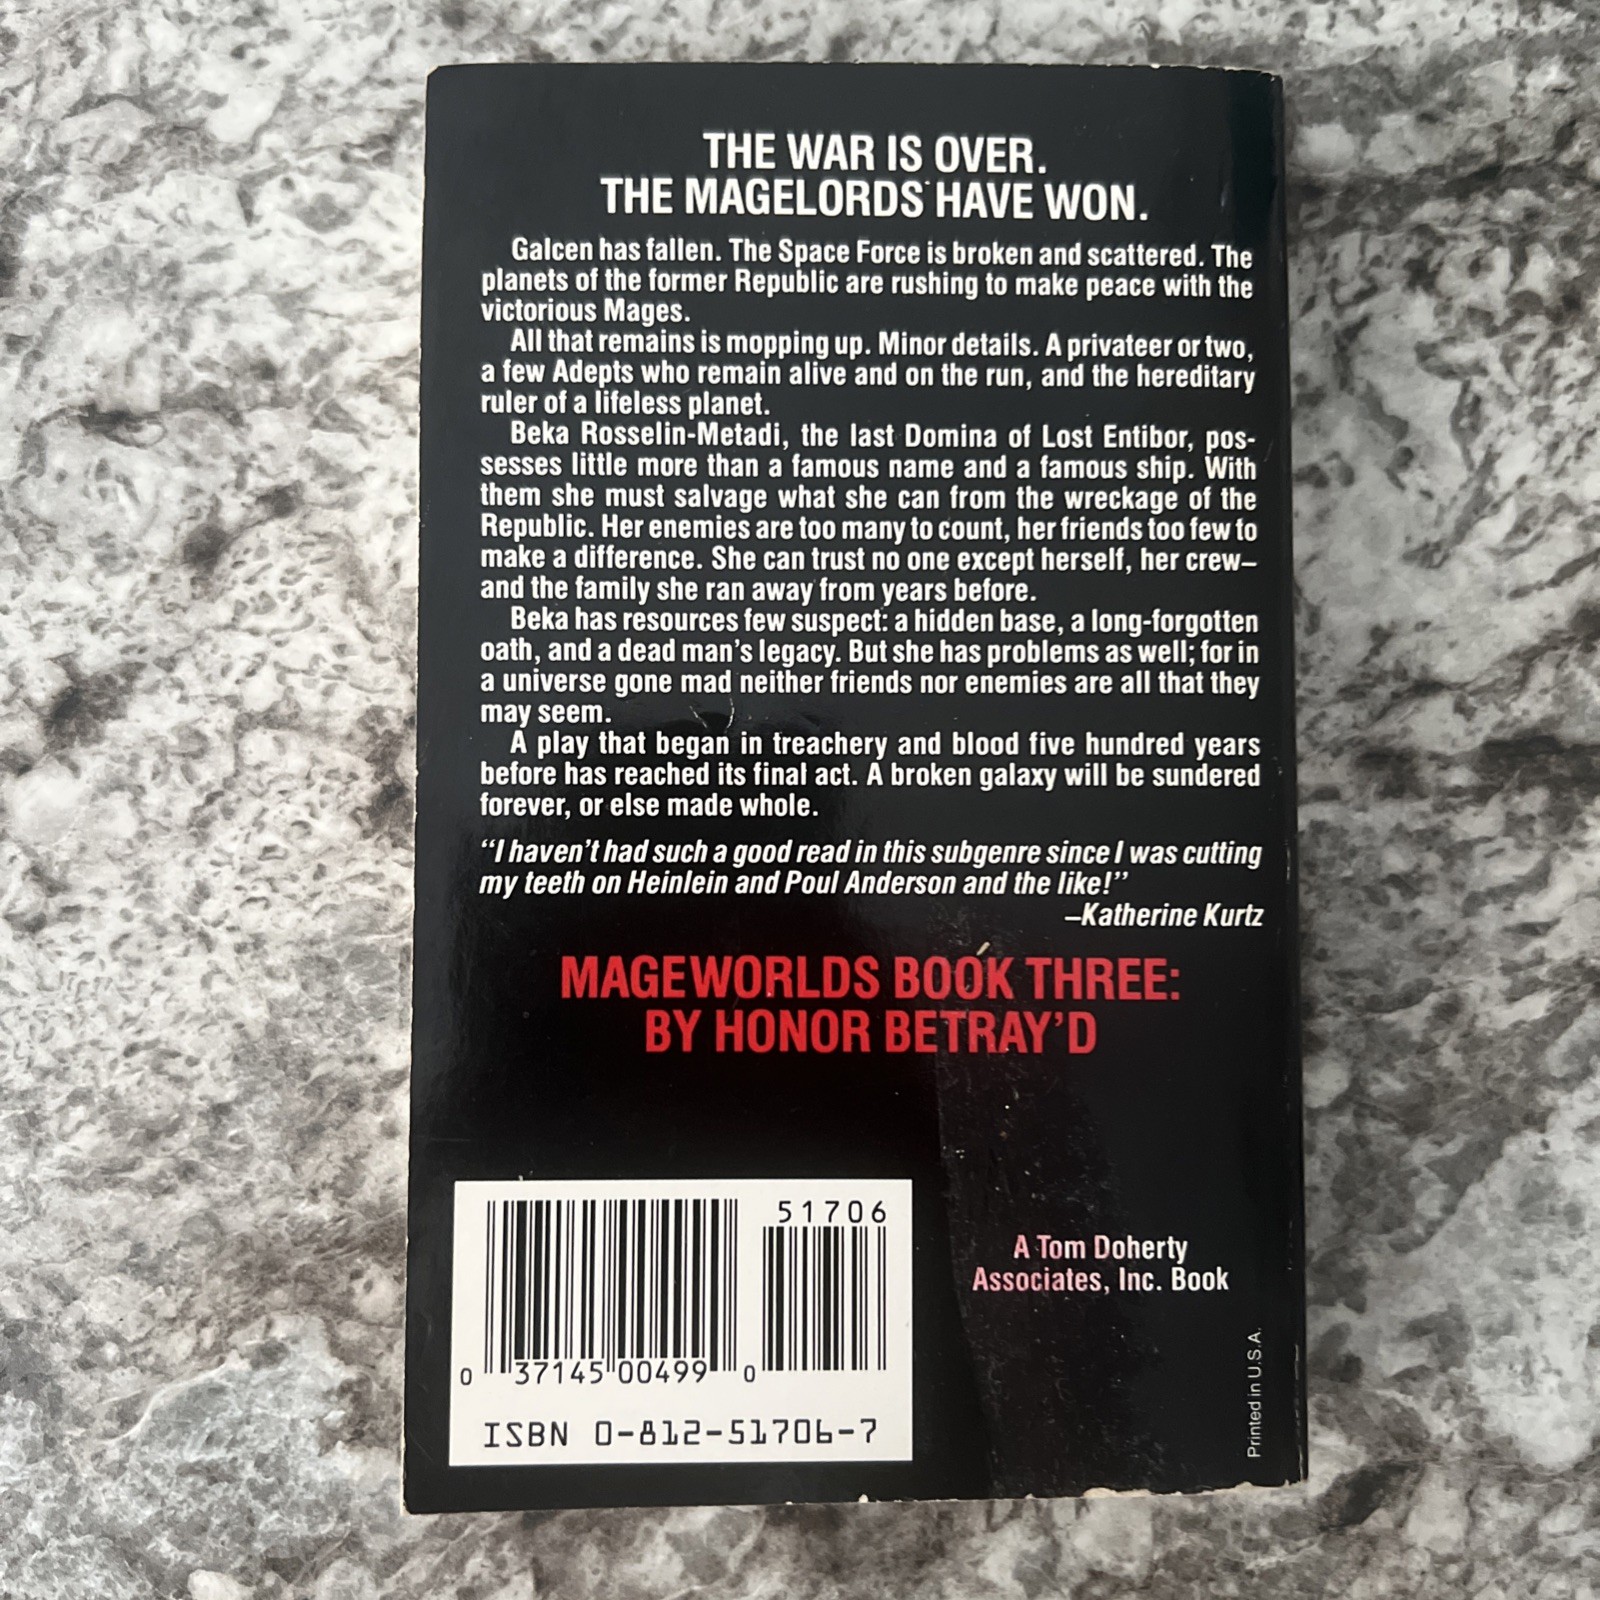 THE WAR IS OVER.
THE MAGELORDS HAVE WON.
Galcen has fallen. The Space Force is broken and scattered. The
planets of the former Republic are rushing to make peace with the
victorious Mages.
All that remains is mopping up. Minor details. A privateer or two,
a few Adepts who remain alive and on the run, and the hereditary
ruler of a lifeless planet.
Beka Rosselin-Metadi, the last Domina of Lost Entibor, pos-
sesses little more than a famous name and a famous ship. With
them she must salvage what she can from the wreckage of the
Republic. Her enemies are too many to count, her friends too few to
make a difference. She can trust no one except herself, her crew–
and the family she ran away from years before.
Beka has resources few suspect: a hidden base, a long-forgotten
oath, and a dead man's legacy. But she has problems as well; for in
a universe gone mad neither friends nor enemies are all that they
may seem.
A play that began in treachery and blood five hundred years
before has reached its final act. A broken galaxy will be sundered
forever, or else made whole.
"I haven't had such a good read in this subgenre since I was cutting
my teeth on Heinlein and Poul Anderson and the like!"
–Katherine Kurtz
MAGEWORLDS BOOK THREE:
BY HONOR BETRAY'D
51706
0 37145 00499 0
ISBN 0-812-51706-7
A Tom Doherty
Associates, Inc. Book
Printed in U.S.A.